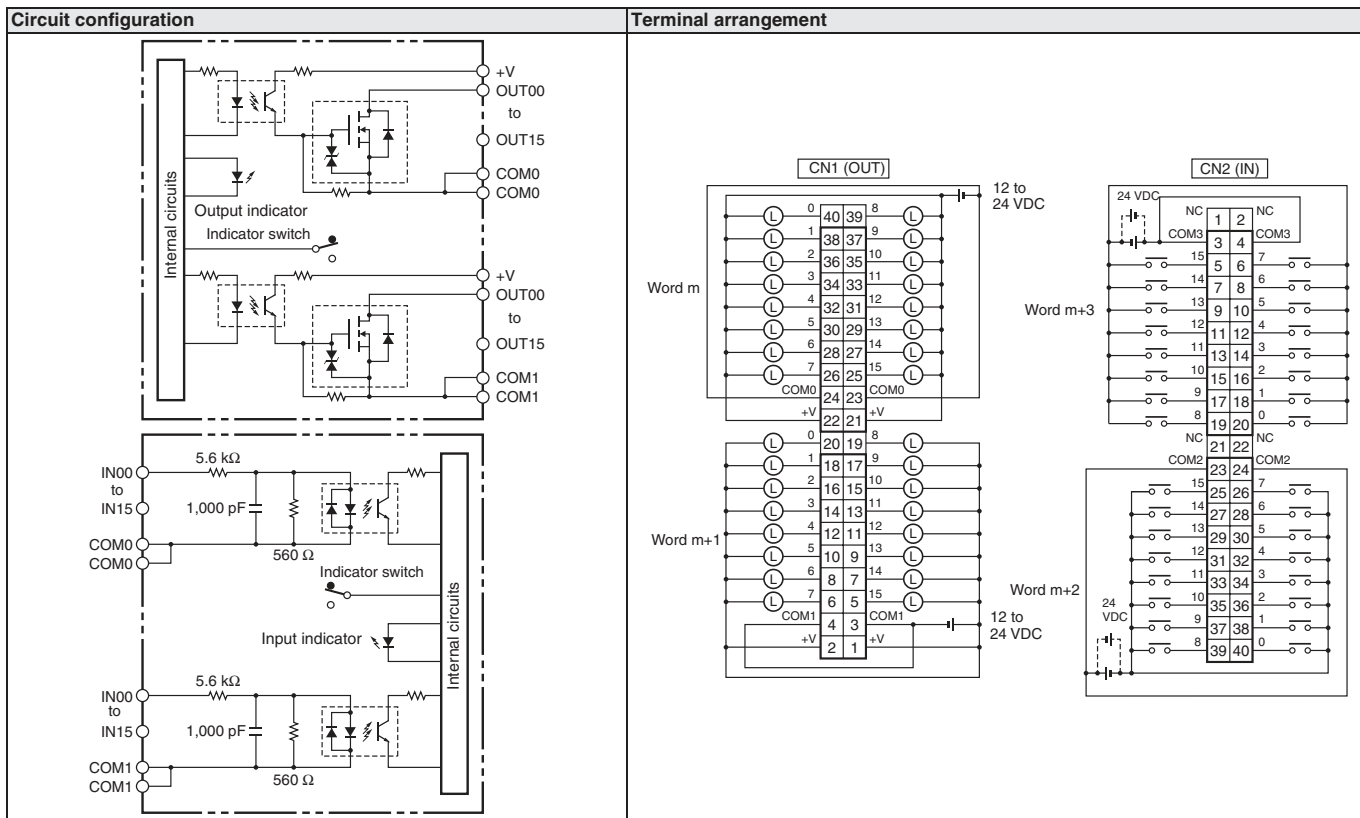 Circuit configuration
Terminal arrangement
+V
OUT00
to
OUT15
COM0
COM0
Internal circuits
Output indicator
Indicator switch
+V
OUT00
to
OUT15
COM1
COM1
IN00
to
IN15
COM0
COM0
5.6 kΩ
1,000 pF
560 Ω
Indicator switch
Input indicator
Internal circuits
IN00
to
IN15
COM1
COM1
5.6 kΩ
1,000 pF
560 Ω
CN1 (OUT)
12 to
24 VDC
Word m
L 0 40 39 8 L
L 1 38 37 9 L
L 2 36 35 10 L
L 3 34 33 11 L
L 4 32 31 12 L
L 5 30 29 13 L
L 6 28 27 14 L
L 7 26 25 15 L
COM0 24 23 COM0
+V 22 21 +V
Word m+1
L 0 20 19 8 L
L 1 18 17 9 L
L 2 16 15 10 L
L 3 14 13 11 L
L 4 12 11 12 L
L 5 10 9 13 L
L 6 8 7 14 L
L 7 6 5 15 L
COM1 4 3 COM1
+V 2 1 +V
12 to
24 VDC
CN2 (IN)
24 VDC
NC 1 2 NC
COM3 3 4 COM3
Word m+3
15 5 6 7
14 7 8 6
13 9 10 5
12 11 12 4
11 13 14 3
10 15 16 2
9 17 18 1
8 19 20 0
NC 21 22 NC
COM2 23 24 COM2
Word m+2
15 25 26 7
14 27 28 6
13 29 30 5
12 31 32 4
11 33 34 3
10 35 36 2
9 37 38 1
8 39 40 0
24
VDC